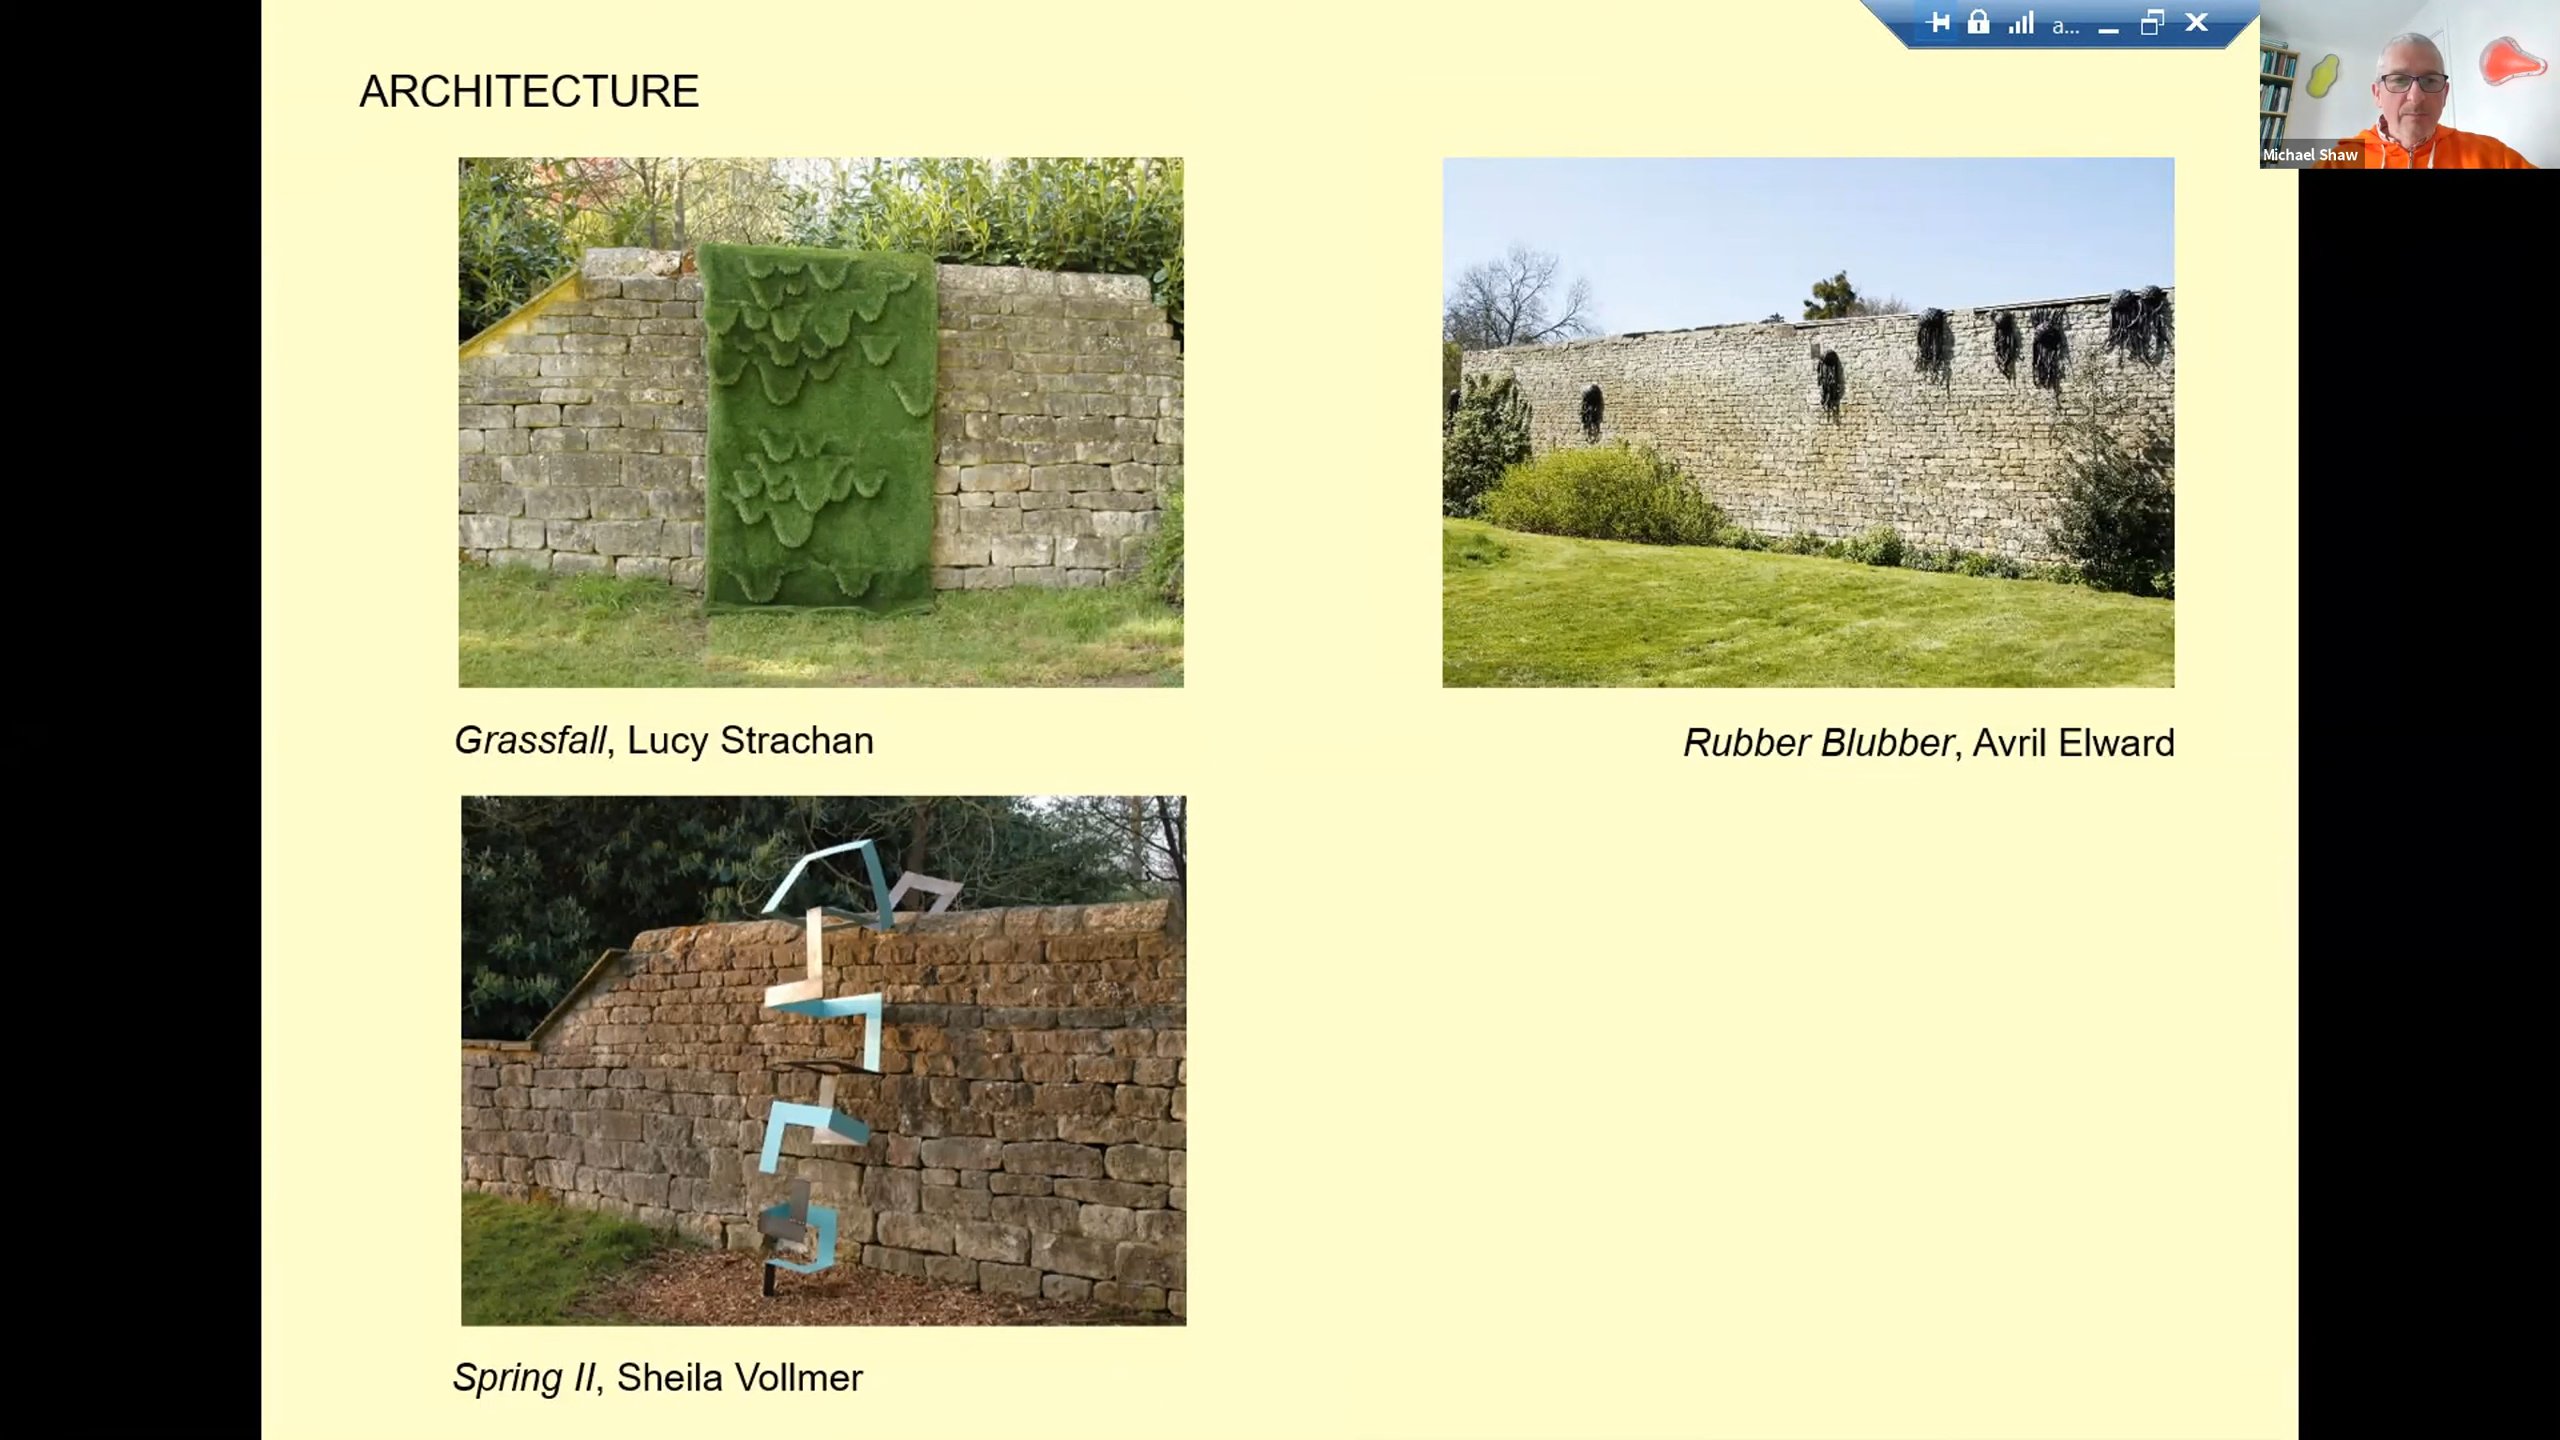 a...
Michael Shaw
ARCHITECTURE
Grassfall, Lucy Strachan
Rubber Blubber, Avril Elward
Spring II, Sheila Vollmer